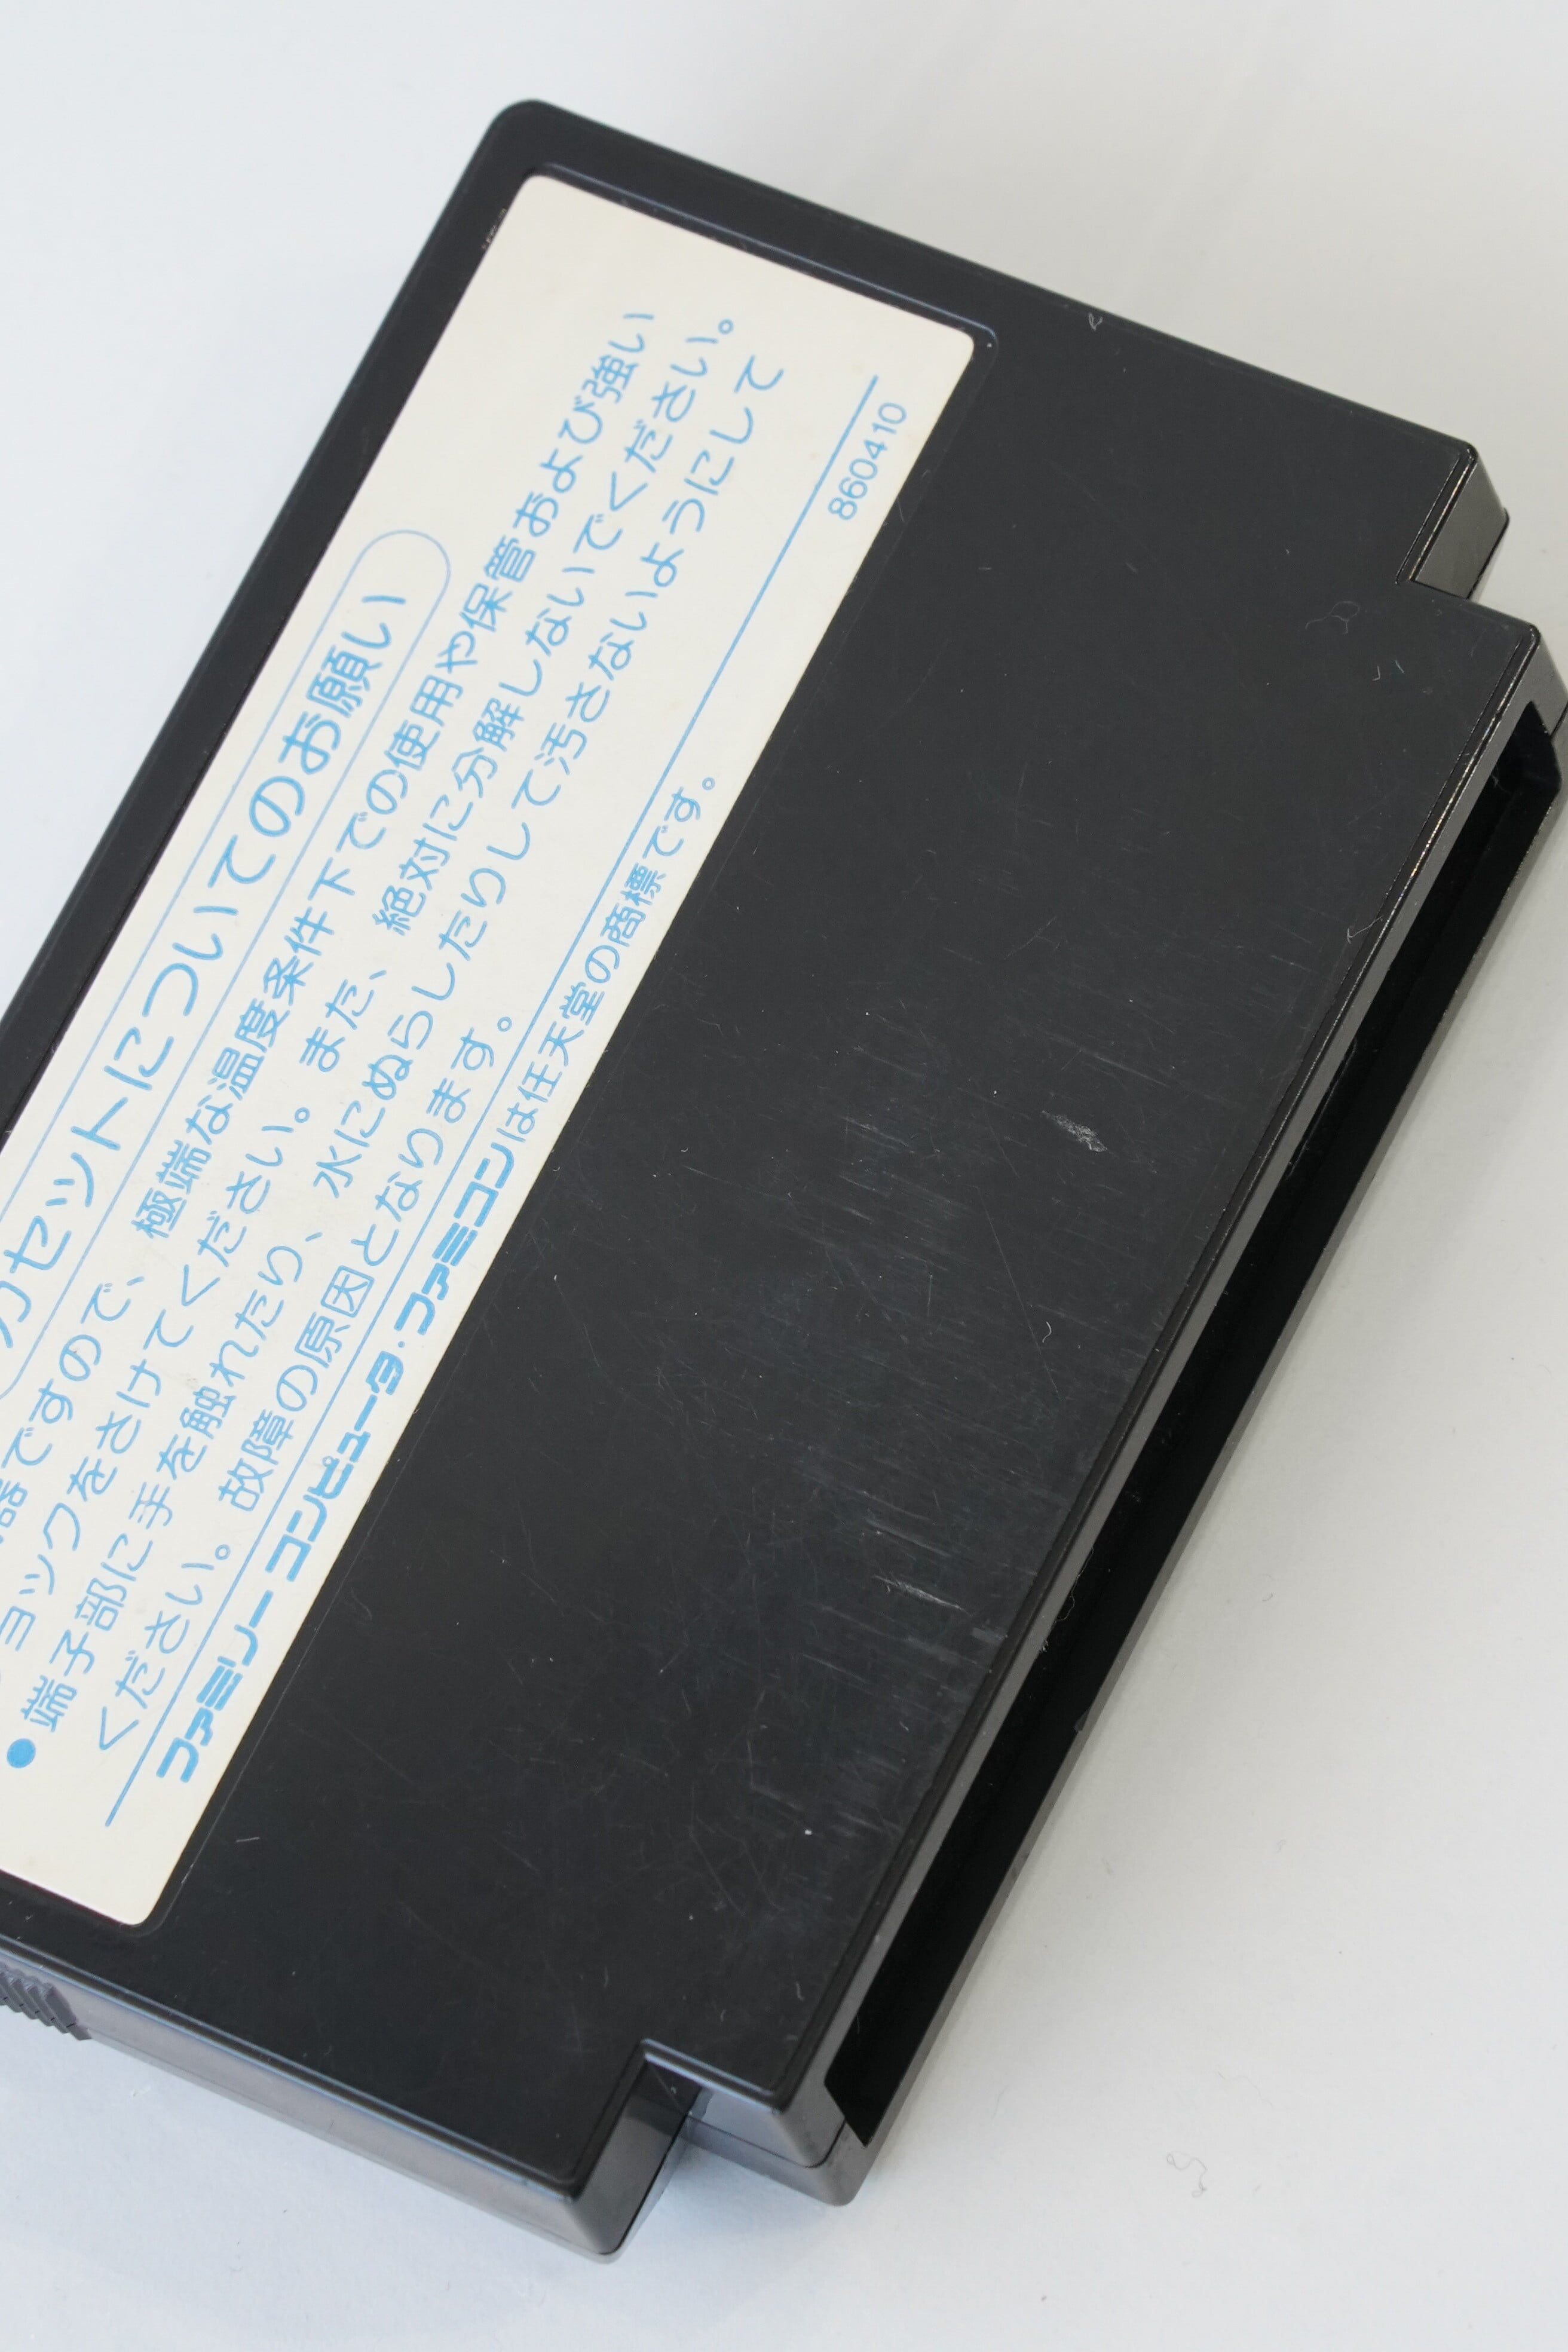 カセットについてのお願い
器ですので、極端な温度条件下での使用や保管および強い
ョックをさけてください。また、絶対に分解しないでください。
●端子部に手を触れたり、水にぬらしたりして汚さないようにして
ください。故障の原因となります。
ファミリーコンピュータ・ファミコンは任天堂の商標です。
860410